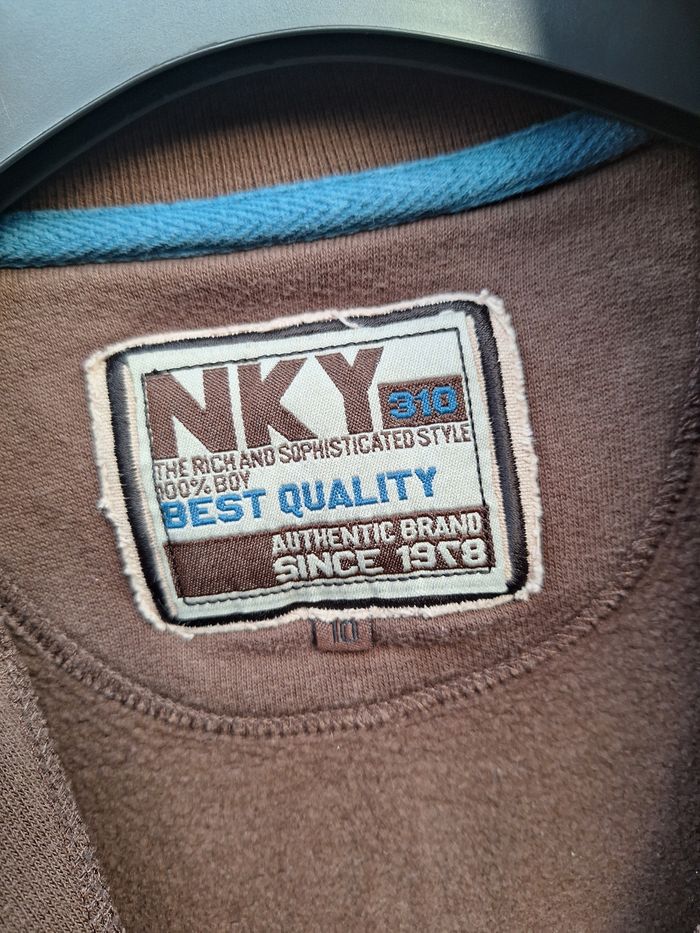 NKY
310
THE RICH AND SOPHISTICATED STYLE
100% BOY
BEST QUALITY
AUTHENTIC BRAND
SINCE 1978
10